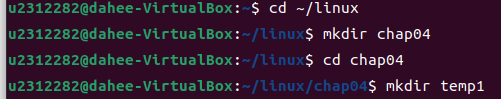 u2312282@dahee-VirtualBox:~$ cd ~/linux
u2312282@dahee-VirtualBox:~/linux$ mkdir chap04
u2312282@dahee-VirtualBox:~/linux$ cd chap04
u2312282@dahee-VirtualBox:~/linux/chap04$ mkdir temp1